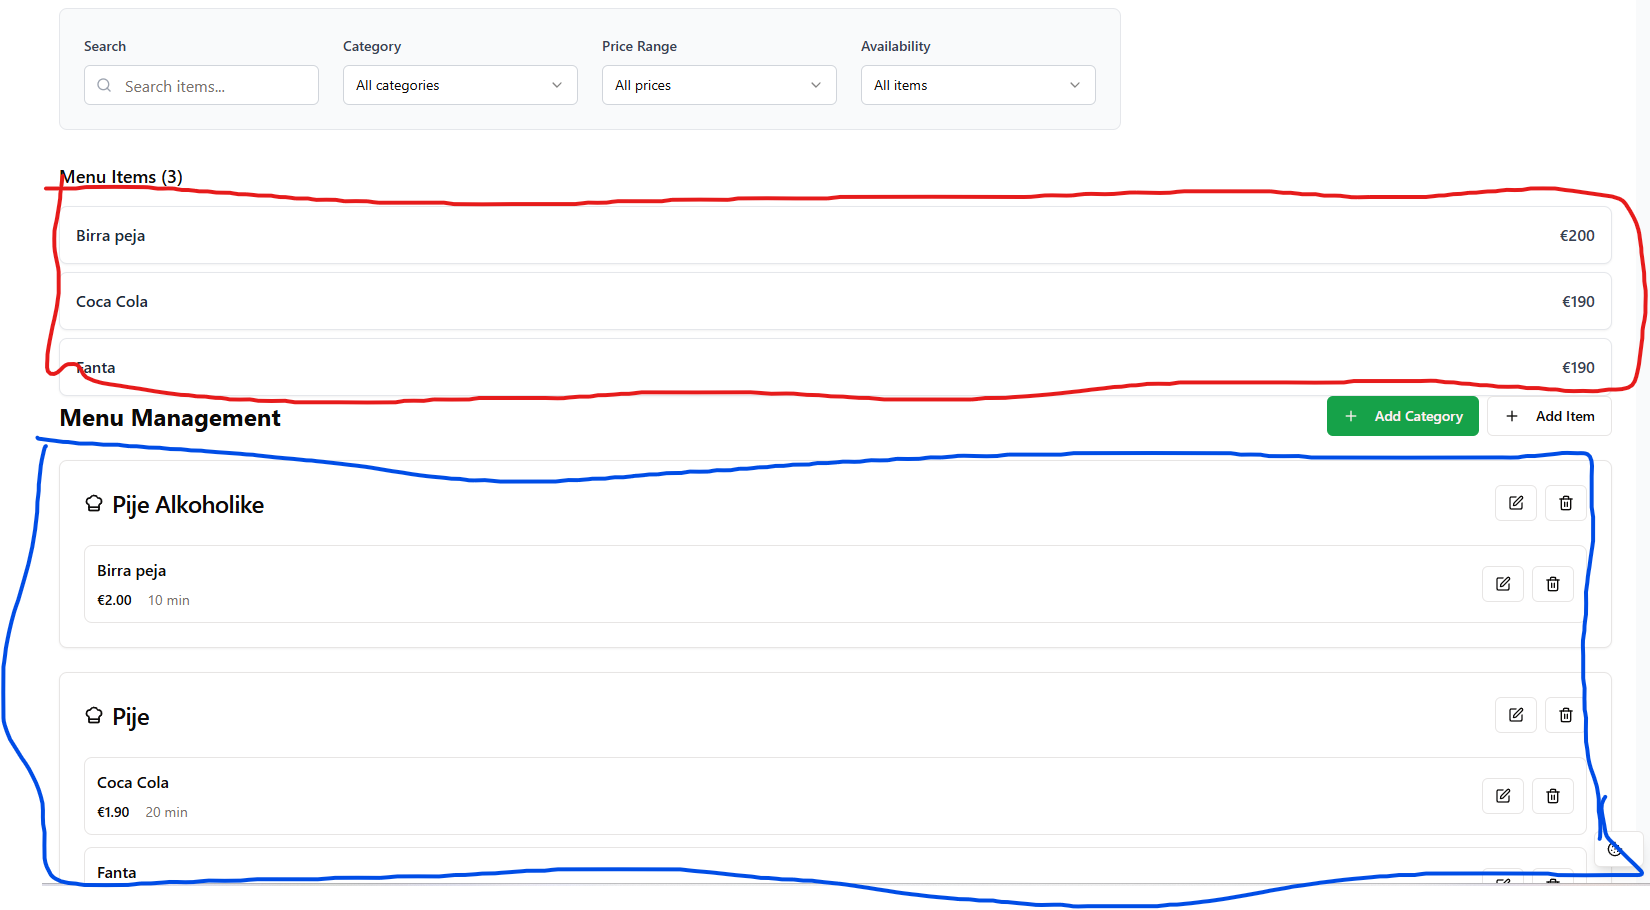 Search Category Price Range Availability
Search items... All categories All prices All items
Menu Items (3)
Birra peja €200
Coca Cola €190
Fanta €190
Menu Management + Add Category + Add Item
Pije Alkoholike
Birra peja
€2.00 10 min
Pije
Coca Cola
€1.90 20 min
Fanta